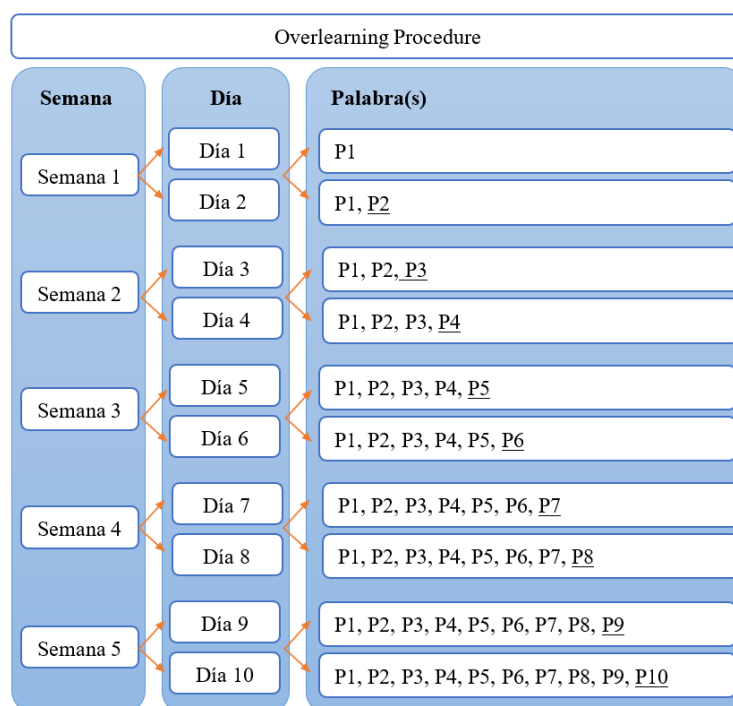 Overlearning Procedure
Semana Día Palabra(s)
Semana 1
Día 1
P1
Día 2
P1, P2
Semana 2
Día 3
P1, P2, P3
Día 4
P1, P2, P3, P4
Semana 3
Día 5
P1, P2, P3, P4, P5
Día 6
P1, P2, P3, P4, P5, P6
Semana 4
Día 7
P1, P2, P3, P4, P5, P6, P7
Día 8
P1, P2, P3, P4, P5, P6, P7, P8
Semana 5
Día 9
P1, P2, P3, P4, P5, P6, P7, P8, P9
Día 10
P1, P2, P3, P4, P5, P6, P7, P8, P9, P10